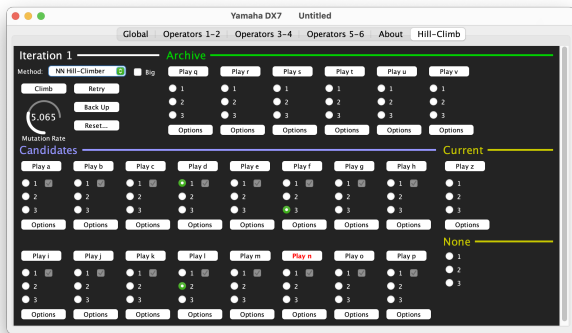 Yamaha DX7 Untitled
Global Operators 1-2 Operators 3-4 Operators 5-6 About Hill-Climb
Iteration 1 Archive
Method: NN Hill-Climber Big Play q Play r Play s Play t Play u Play v
Climb Retry 1 1 1 1 1 1
5.065 Back Up 2 2 2 2 2 2
Reset... 3 3 3 3 3 3
Mutation Rate Options Options Options Options Options Options
Candidates Current
Play a Play b Play c Play d Play e Play f Play g Play h Play z
1 1 1 1 1 1 1 1 1
2 2 2 2 2 2 2 2 2
3 3 3 3 3 3 3 3 3
Options Options Options Options Options Options Options Options Options
None
Play i Play j Play k Play l Play m Play n Play o Play p 1
1 1 1 1 1 1 1 1 2
2 2 2 2 2 2 2 2 3
3 3 3 3 3 3 3 3
Options Options Options Options Options Options Options Options